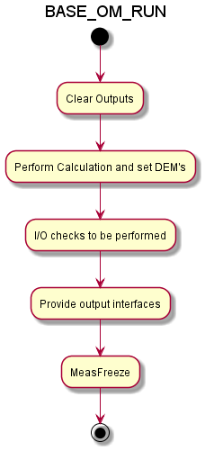 BASE_OM_RUN
Clear Outputs
Perform Calculation and set DEM's
I/O checks to be performed
Provide output interfaces
MeasFreeze